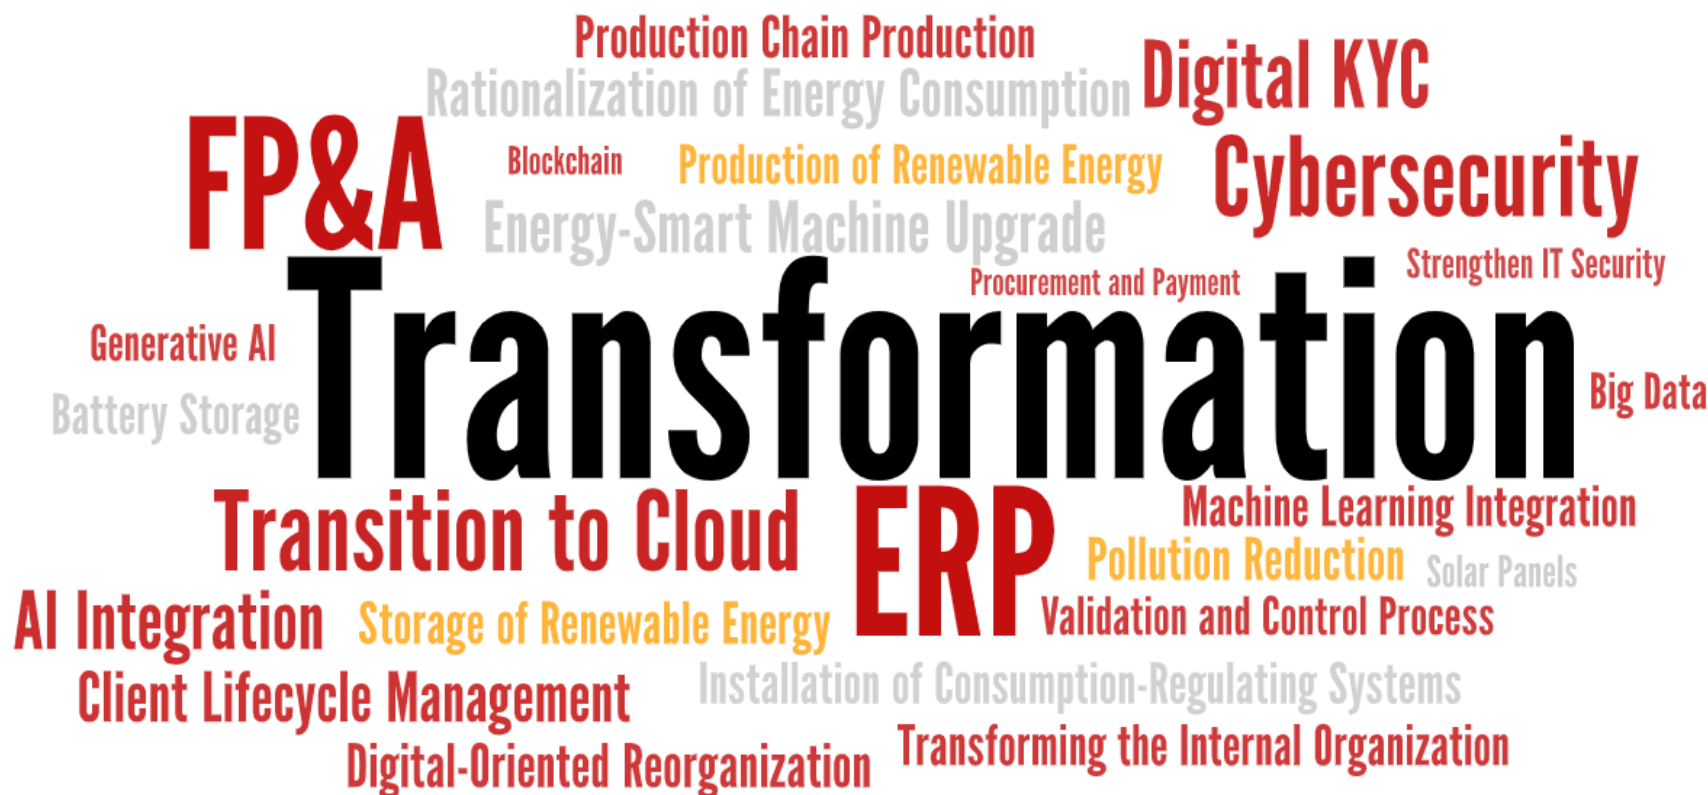 Production Chain Production
Digital KYC
Rationalization of Energy Consumption
FP&A
Blockchain
Production of Renewable Energy
Cybersecurity
Energy-Smart Machine Upgrade
Strengthen IT Security
Procurement and Payment
Transformation
Generative AI
Battery Storage
Big Data
Transition to Cloud
ERP
Machine Learning Integration
Pollution Reduction
Solar Panels
AI Integration
Storage of Renewable Energy
Validation and Control Process
Client Lifecycle Management
Installation of Consumption-Regulating Systems
Digital-Oriented Reorganization
Transforming the Internal Organization